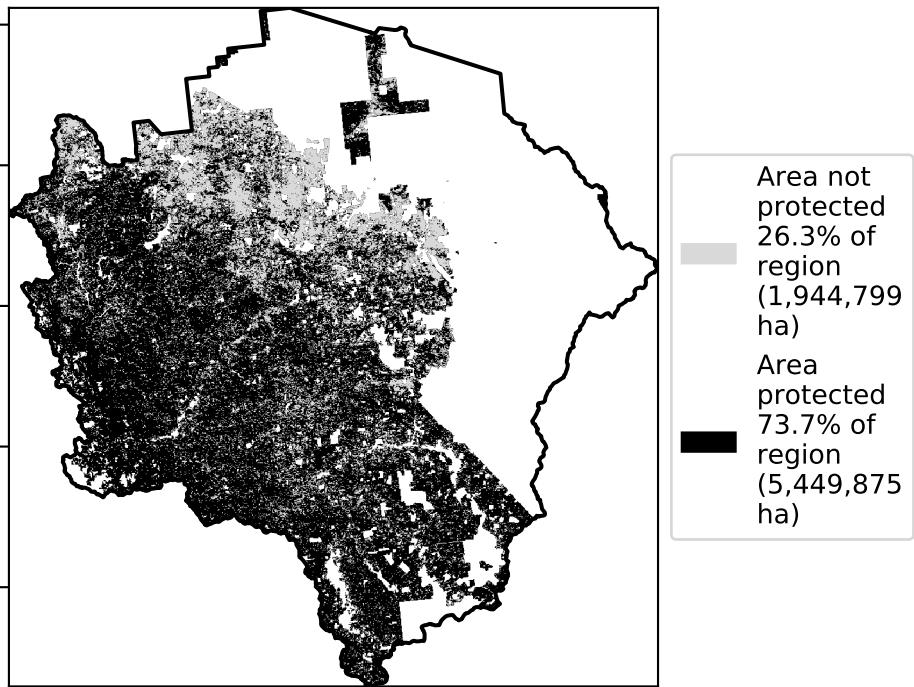 Area not
protected
26.3% of
region
(1,944,799
ha)
Area
protected
73.7% of
region
(5,449,875
ha)